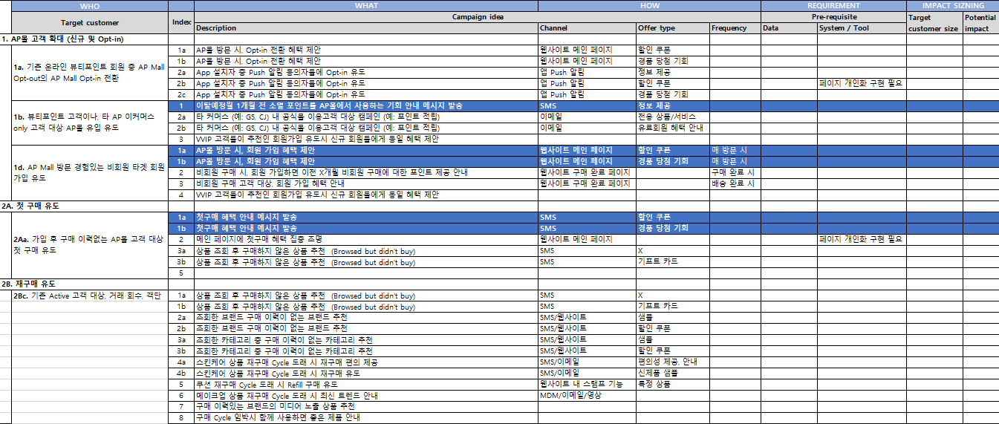 WHO WHAT HOW REQUIREMENT IMPACT SIZNING
Target customer Index Campaign idea Pre-requisite Target customer size Potential impact
Description Channel Offer type Frequency Data System / Tool
1. AP몰 고객 확대 (신규 및 Opt-in)
1a. 기존 온라인 뷰티포인트 회원 중 AP Mall
Opt-out의 AP Mall Opt-in 전환
1a AP몰 방문 시, Opt-in 전환 혜택 제안 웹사이트 메인 페이지 할인 쿠폰
1b AP몰 방문 시, Opt-in 전환 혜택 제안 웹사이트 메인 페이지 경품 당첨 기회
2a App 설치자 중 Push 알림 동의자들에 Opt-in 유도 앱 Push 알림 정보 제공
2b App 설치자 중 Push 알림 동의자들에 Opt-in 유도 앱 Push 알림 할인 쿠폰 페이지 개인화 구현 필요
2c App 설치자 중 Push 알림 동의자들에 Opt-in 유도 앱 Push 알림 경품 당첨 기회
1b. 뷰티포인트 고객이나, 타 AP 이커머스
only 고객 대상 AP몰 유입 유도
1 이탈예정월 1개월 전 소멸 포인트를 AP몰에서 사용하는 기회 안내 메시지 발송 SMS 정보 제공
2a 타 커머스 (예: GS, CJ) 내 공식몰 이용고객 대상 캠페인 (예: 포인트 적립) 이메일 전용 상품/서비스
2b 타 커머스 (예: GS, CJ) 내 공식몰 이용고객 대상 캠페인 (예: 포인트 적립) 이메일 유료회원 혜택 안내
3 VVIP 고객들이 추천인 회원가입 유도시 신규 회원들에게 동일 혜택 제안
1d. AP Mall 방문 경험있는 비회원 타겟 회원
가입 유도
1a AP몰 방문 시, 회원 가입 혜택 제안 웹사이트 메인 페이지 할인 쿠폰 매 방문 시
1b AP몰 방문 시, 회원 가입 혜택 제안 웹사이트 메인 페이지 경품 당첨 기회 매 방문 시
2 비회원 구매 시, 회원 가입하면 이전 X개월 비회원 구매에 대한 포인트 제공 안내 웹사이트 구매 완료 페이지 구매 완료 시
3 비회원 구매 고객 대상, 회원 가입 혜택 안내 웹사이트 구매 완료 페이지 배송 완료 시
4 VVIP 고객들이 추천인 회원가입 유도시 신규 회원들에게 동일 혜택 제안
2A. 첫 구매 유도
2Aa. 가입 후 구매 이력없는 AP몰 고객 대상
첫 구매 유도
1a 첫구매 혜택 안내 메시지 발송 SMS 할인 쿠폰
1b 첫구매 혜택 안내 메시지 발송 SMS 경품 당첨 기회
2 메인 페이지에 첫구매 혜택 집중 조명 웹사이트 메인 페이지 페이지 개인화 구현 필요
3a 상품 조회 후 구매하지 않은 상품 추천 (Browsed but didn't buy) SMS X
3b 상품 조회 후 구매하지 않은 상품 추천 (Browsed but didn't buy) SMS 기프트 카드
5
2B. 재구매 유도
2Bc. 기존 Active 고객 대상, 거래 회수, 객단
1a 상품 조회 후 구매하지 않은 상품 추천 (Browsed but didn't buy) SMS X
1b 상품 조회 후 구매하지 않은 상품 추천 (Browsed but didn't buy) SMS 기프트 카드
2a 조회한 브랜드 구매 이력이 없는 브랜드 추천 SMS/웹사이트 샘플
2b 조회한 브랜드 구매 이력이 없는 브랜드 추천 SMS/웹사이트 할인 쿠폰
3a 조회한 카테고리 중 구매 이력이 없는 카테고리 추천 SMS/웹사이트 샘플
3b 조회한 카테고리 중 구매 이력이 없는 카테고리 추천 SMS/웹사이트 할인 쿠폰
4a 스킨케어 상품 재구매 Cycle 도래 시 재구매 편의 제공 SMS/이메일 편의성 제공, 안내
4b 스킨케어 상품 재구매 Cycle 도래 시 재구매 유도 SMS/이메일 신제품 샘플
5 쿠션 재구매 Cycle 도래 시 Refill 구매 유도 웹사이트 내 스탬프 기능 특정 상품
6 메이크업 상품 재구매 Cycle 도래 시 최신 트렌드 안내 MDM/이메일/영상
7 구매 이력있는 브랜드의 미디어 노출 상품 추천
8 구매 Cycle 임박시 함께 사용하면 좋은 제품 안내